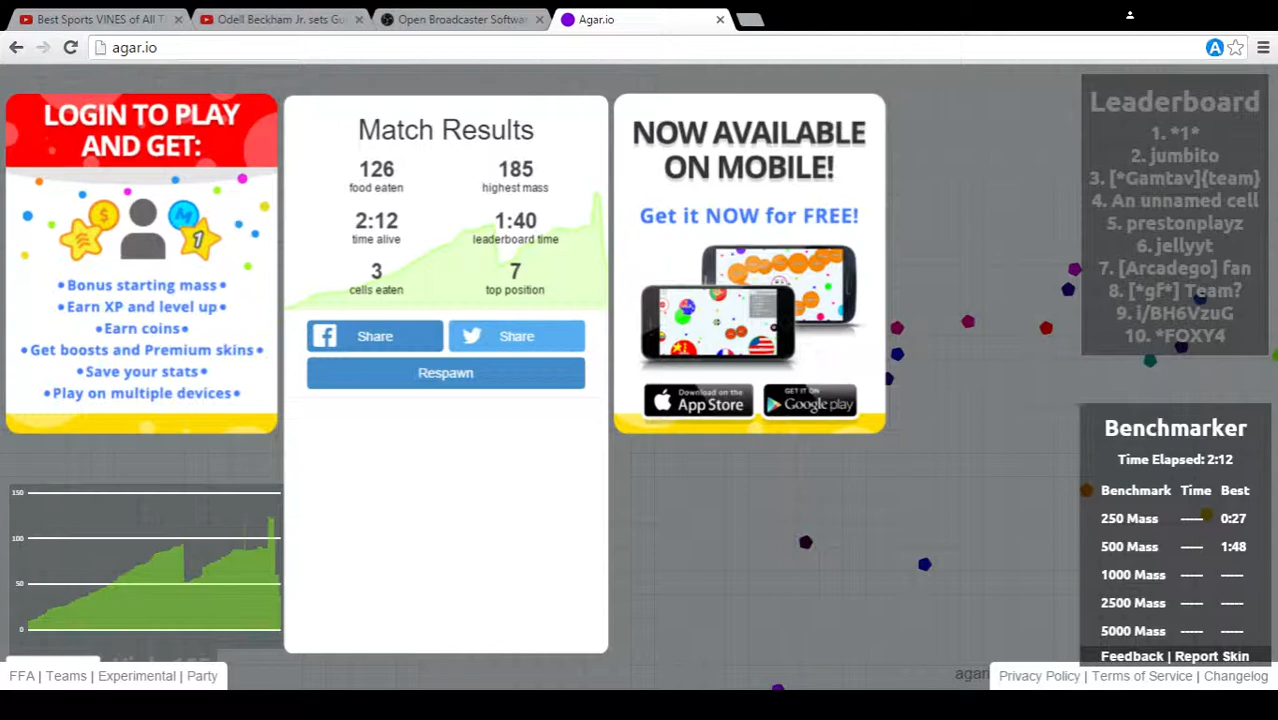 Best Sports VINES of All T
Odell Beckham Jr. sets Gui
Open Broadcaster Softwa
Agar.io
agar.io
A
LOGIN TO PLAY
AND GET:
M
1
$
•Bonus starting mass•
•Earn XP and level up•
•Earn coins•
•Get boosts and Premium skins•
•Save your stats•
•Play on multiple devices•
Match Results
126 185
food eaten highest mass
2:12 1:40
time alive leaderboard time
3 7
cells eaten top position
Share Share
Respawn
NOW AVAILABLE
ON MOBILE!
Get it NOW for FREE!
Download on the
App Store
GET IT ON
Google play
Leaderboard
1. *1*
2. jumbito
3. [*Gamtav]{team}
4. An unnamed cell
5. prestonplayz
6. jellyyt
7. [Arcadego] fan
8. [*gf*] Team?
9. i/BH6VzuG
10. *FOXY4
Benchmarker
Time Elapsed: 2:12
Benchmark Time Best
250 Mass ----- 0:27
500 Mass ----- 1:48
1000 Mass ----- -----
2500 Mass ----- -----
5000 Mass ----- -----
Feedback | Report Skin
150
100
50
0
FFA | Teams | Experimental | Party
agari
Privacy Policy | Terms of Service | Changelog